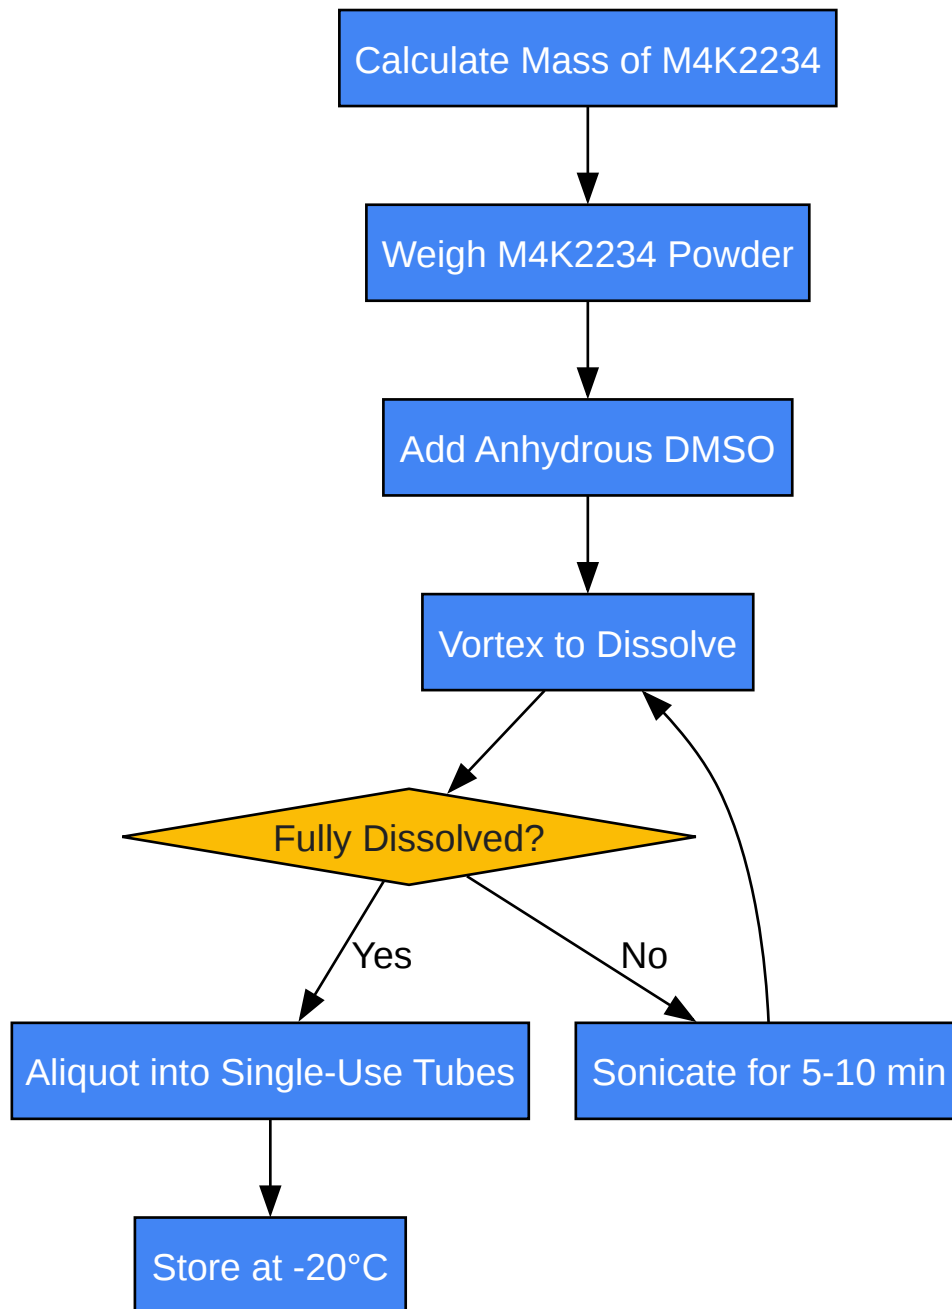 Calculate Mass of M4K2234
Weigh M4K2234 Powder
Add Anhydrous DMSO
Vortex to Dissolve
Fully Dissolved?
Yes
No
Aliquot into Single-Use Tubes
Sonicate for 5-10 min
Store at -20°C